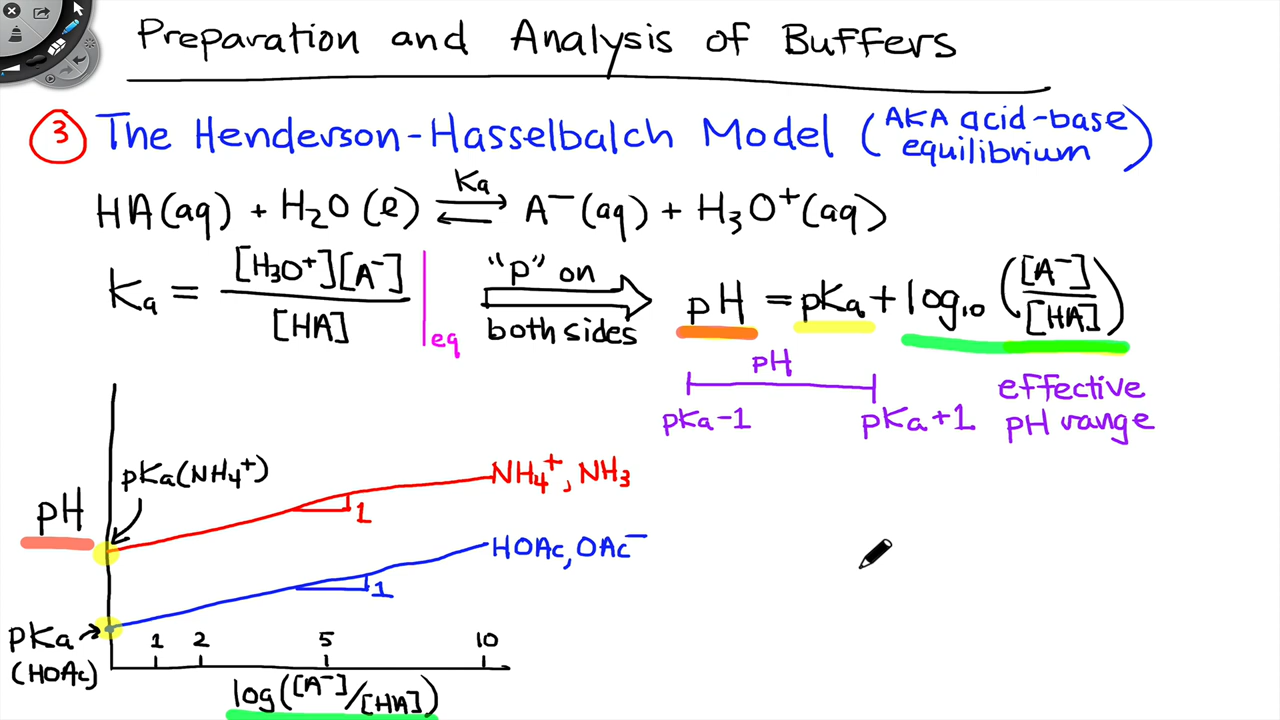 Preparation and Analysis of Buffers
3 The Henderson-Hasselbalch Model (AKA acid-base equilibrium)
HA(aq) + H₂O(ℓ) ⇌ A⁻(aq) + H₃O⁺(aq)
Ka
Ka = [H₃O⁺][A⁻] / [HA] | eq
"p" on
both sides
pH = pKa + log₁₀ ([A⁻]/[HA])
pH
pKa-1
pKa+1
effective
pH range
pKa(NH₄⁺)
NH₄⁺, NH₃
1
pH
HOAc, OAc⁻
1
pKa
(HOAc)
1 2 5 10
log([A⁻]/[HA])